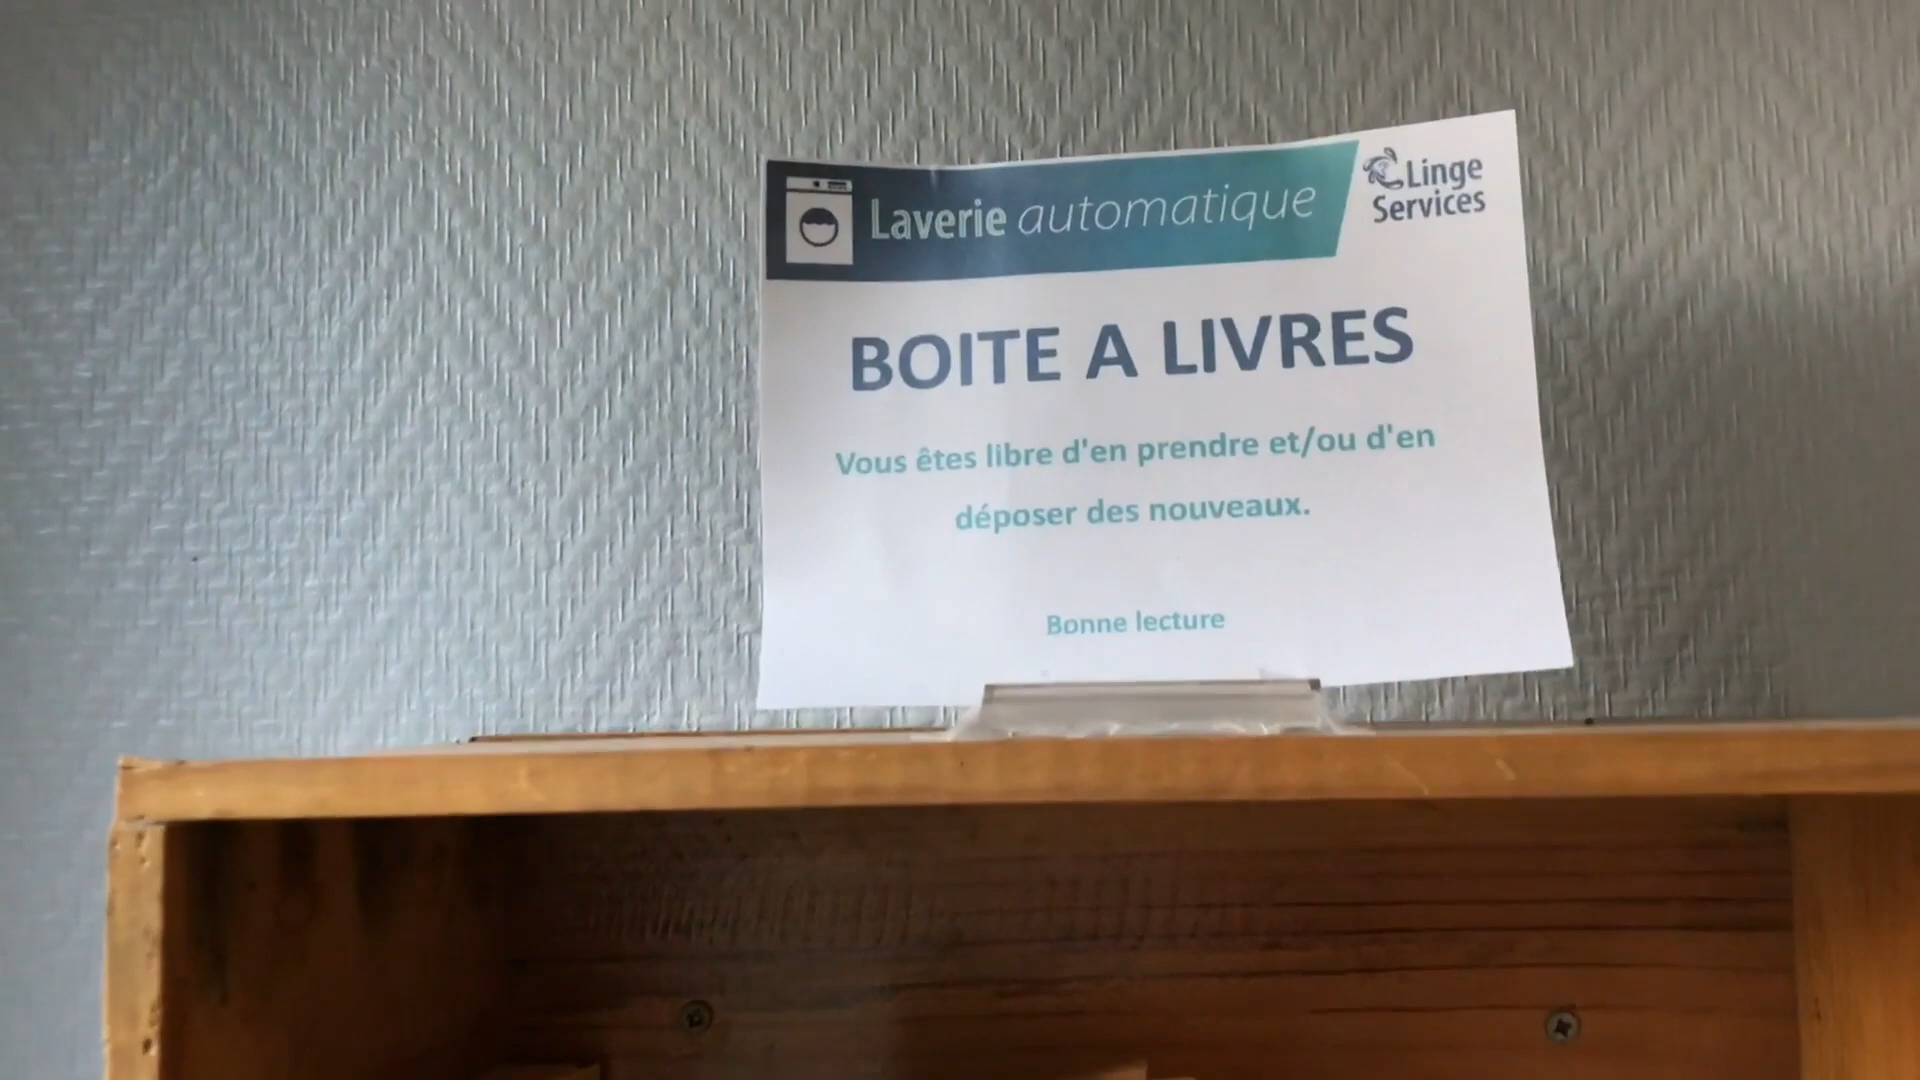 Laverie automatique
Linge
Services
BOITE A LIVRES
Vous êtes libre d'en prendre et/ou d'en
déposer des nouveaux.
Bonne lecture